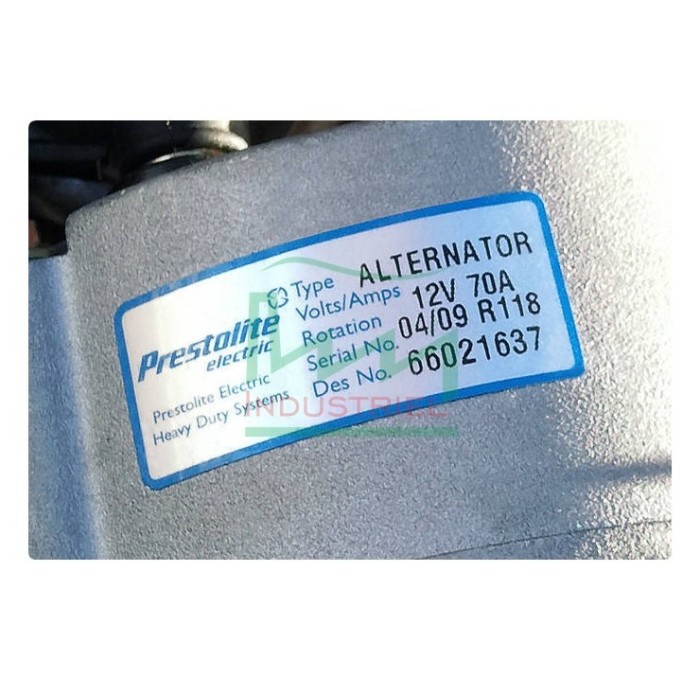 Prestolite
electric
Prestolite Electric
Heavy Duty Systems
Type ALTERNATOR
Volts/Amps 12V 70A
Rotation
Serial No. 04/09 R118
Des No. 66021637
INDUSTRIEL